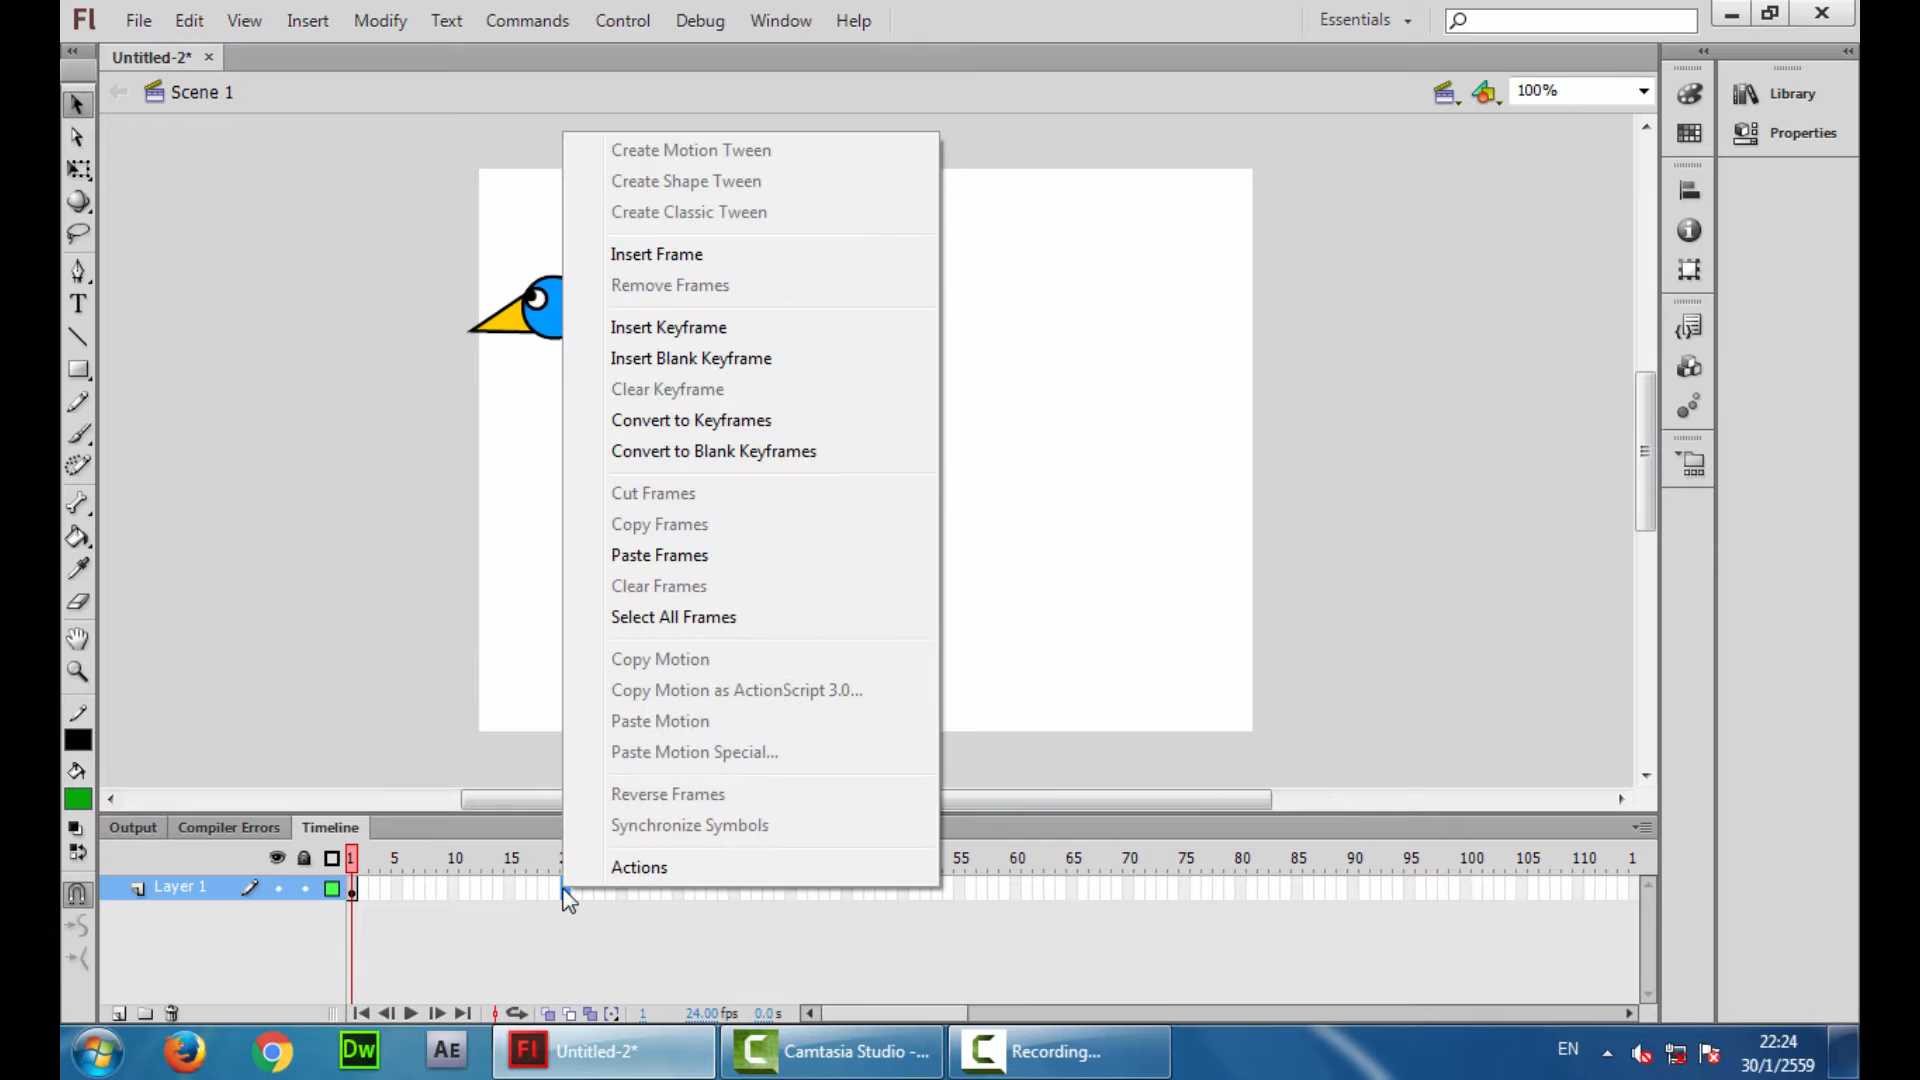 Fl File Edit View Insert Modify Text Commands Control Debug Window Help Essentials
Untitled-2* ×
Scene 1 100%
Library
Properties
Create Motion Tween
Create Shape Tween
Create Classic Tween
Insert Frame
Remove Frames
Insert Keyframe
Insert Blank Keyframe
Clear Keyframe
Convert to Keyframes
Convert to Blank Keyframes
Cut Frames
Copy Frames
Paste Frames
Clear Frames
Select All Frames
Copy Motion
Copy Motion as ActionScript 3.0...
Paste Motion
Paste Motion Special...
Reverse Frames
Synchronize Symbols
Actions
T
Output Compiler Errors Timeline
1 5 10 15 55 60 65 70 75 80 85 90 95 100 105 110 1
Layer 1
1 24.00 fps 0.0 s
Dw AE Fl Untitled-2* C Camtasia Studio -... C Recording... EN 22:24
30/1/2559